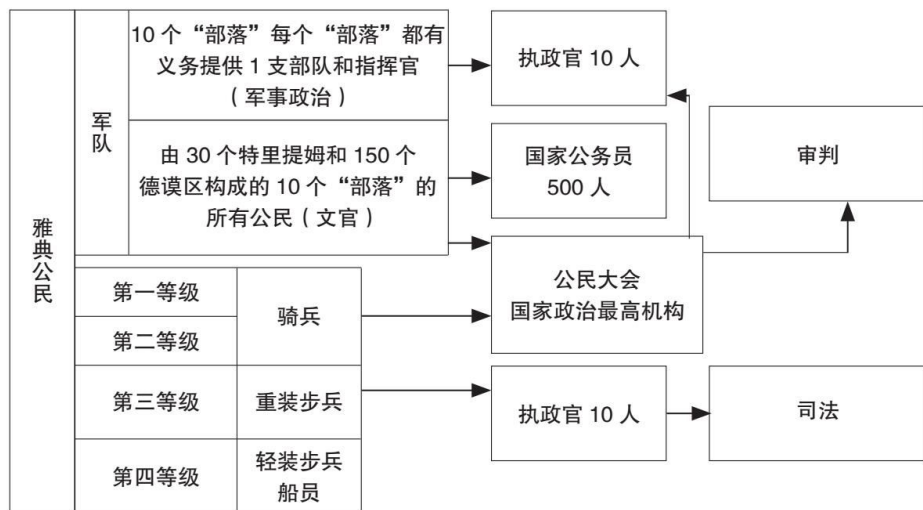 雅典公民
军队
10 个“部落”每个“部落”都有
义务提供 1 支部队和指挥官
（军事政治）
由 30 个特里提姆和 150 个
德谟区构成的 10 个“部落”的
所有公民（文官）
第一等级
第二等级
骑兵
第三等级
重装步兵
第四等级
轻装步兵
船员
执政官 10 人
国家公务员
500 人
公民大会
国家政治最高机构
执政官 10 人
审判
司法